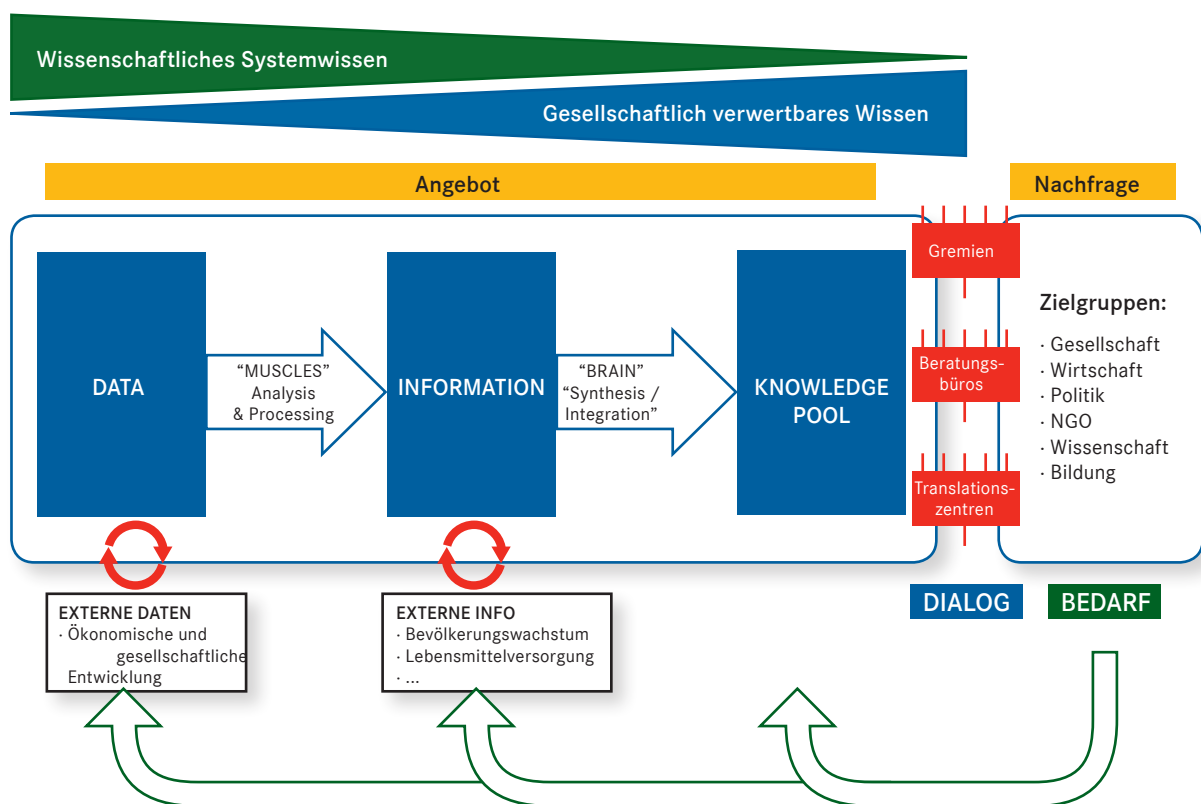 Wissenschaftliches Systemwissen
Gesellschaftlich verwertbares Wissen
Angebot
Nachfrage
DATA
“MUSCLES”
Analysis
& Processing
INFORMATION
“BRAIN”
“Synthesis /
Integration”
KNOWLEDGE
POOL
Gremien
Beratungs-
büros
Translations-
zentren
Zielgruppen:
· Gesellschaft
· Wirtschaft
· Politik
· NGO
· Wissenschaft
· Bildung
EXTERNE DATEN
· Ökonomische und
gesellschaftliche
Entwicklung
EXTERNE INFO
· Bevölkerungswachstum
· Lebensmittelversorgung
· ...
DIALOG
BEDARF